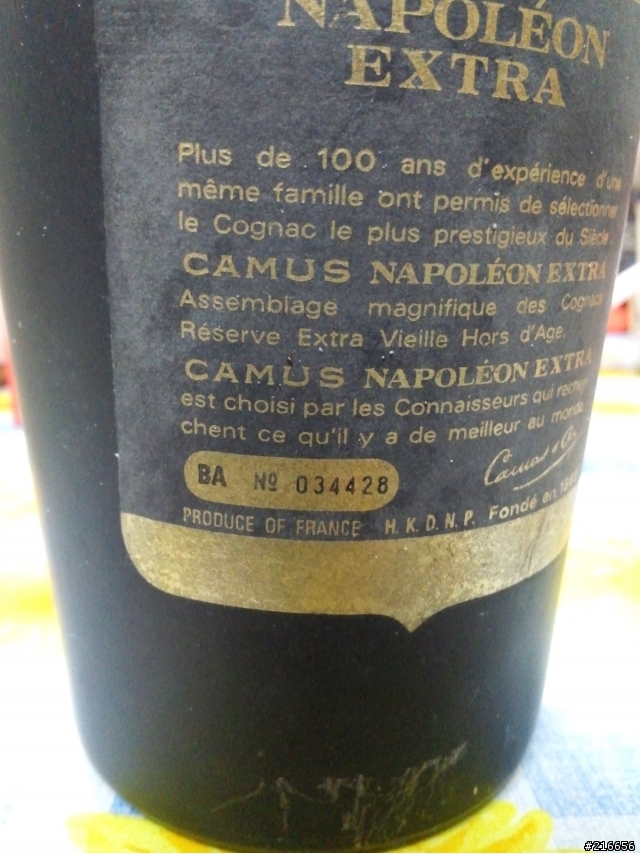 NAPOLÉON
EXTRA
Plus de 100 ans d'expérience d'une
même famille ont permis de sélectionner
le Cognac le plus prestigieux du Siècle.
CAMUS NAPOLÉON EXTRA
Assemblage magnifique des Cognacs
Réserve Extra Vieille Hors d'Age.
CAMUS NAPOLÉON EXTRA
est choisi par les Connaisseurs qui recher-
chent ce qu'il y a de meilleur au monde.
Camus & Co
BA Nº 034428
PRODUCE OF FRANCE H. K. D. N. P. Fondé en
#216656